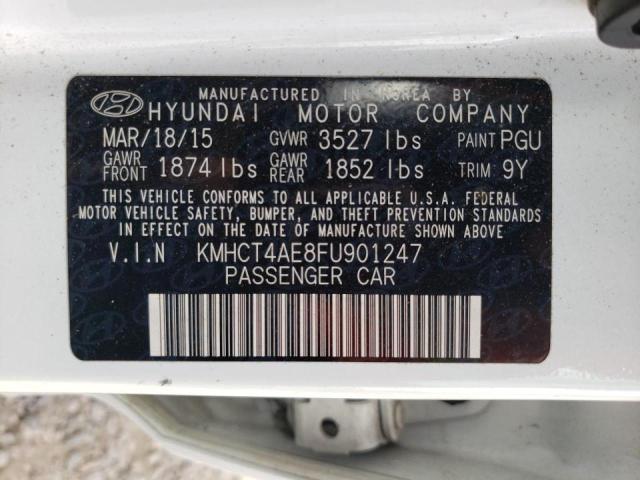 MANUFACTURED IN KOREA BY
HYUNDAI MOTOR COMPANY
MAR/18/15 GVWR 3527 lbs PAINT PGU
GAWR FRONT 1874 lbs GAWR REAR 1852 lbs TRIM 9Y
THIS VEHICLE CONFORMS TO ALL APPLICABLE U.S.A. FEDERAL
MOTOR VEHICLE SAFETY, BUMPER, AND THEFT PREVENTION STANDARDS
IN EFFECT ON THE DATE OF MANUFACTURE SHOWN ABOVE.
V.I.N KMHCT4AE8FU901247
PASSENGER CAR